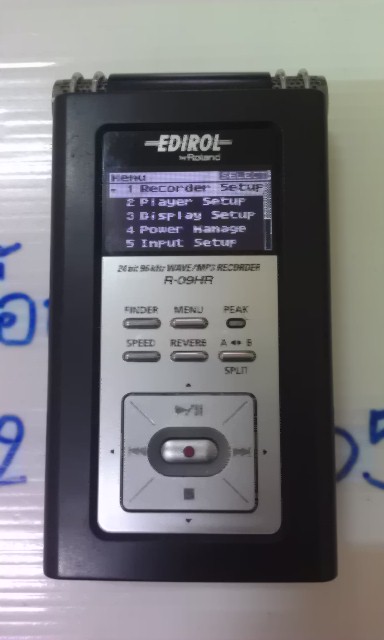 EDIROL
by Roland
Menu
1 Recorder Setup
2 Player Setup
3 Display Setup
4 Power Manage
5 Input Setup
24bit 96kHz WAVE/MP3 RECORDER
R-09HR
FINDER MENU PEAK
SPEED REVERB A B
SPLIT